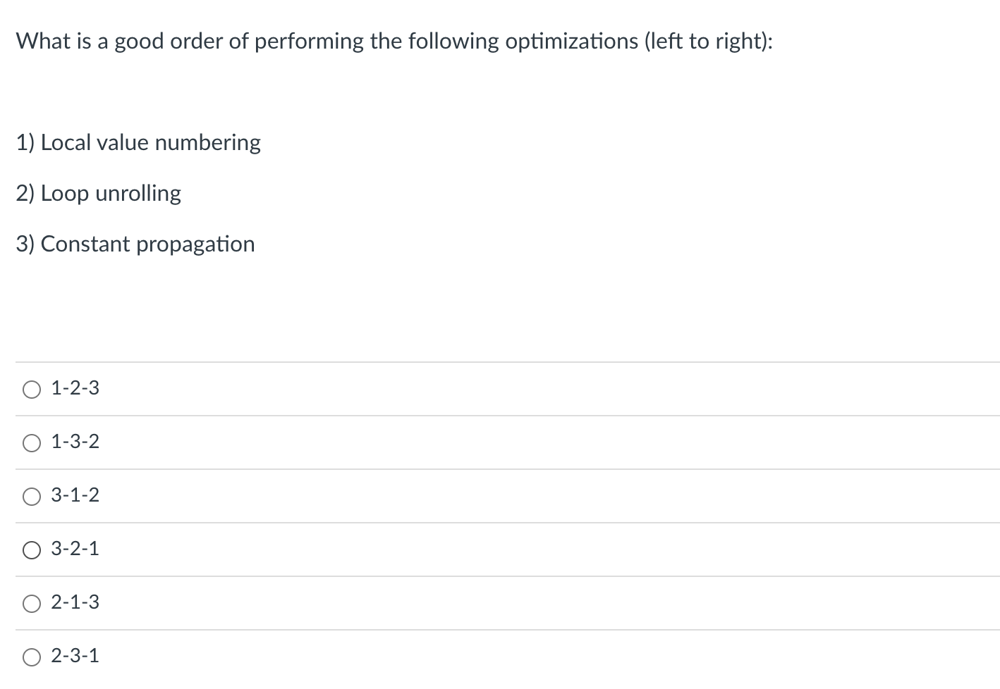 What is a good order of performing the following optimizations (left to right):
1) Local value numbering
2) Loop unrolling
3) Constant propagation
1-2-3
1-3-2
3-1-2
3-2-1
2-1-3
2-3-1